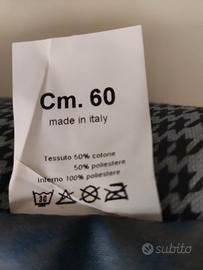 Cm. 60
made in italy
Tessuto 50% cotone
50% poliestere
Interno 100% poliestere
30
subito